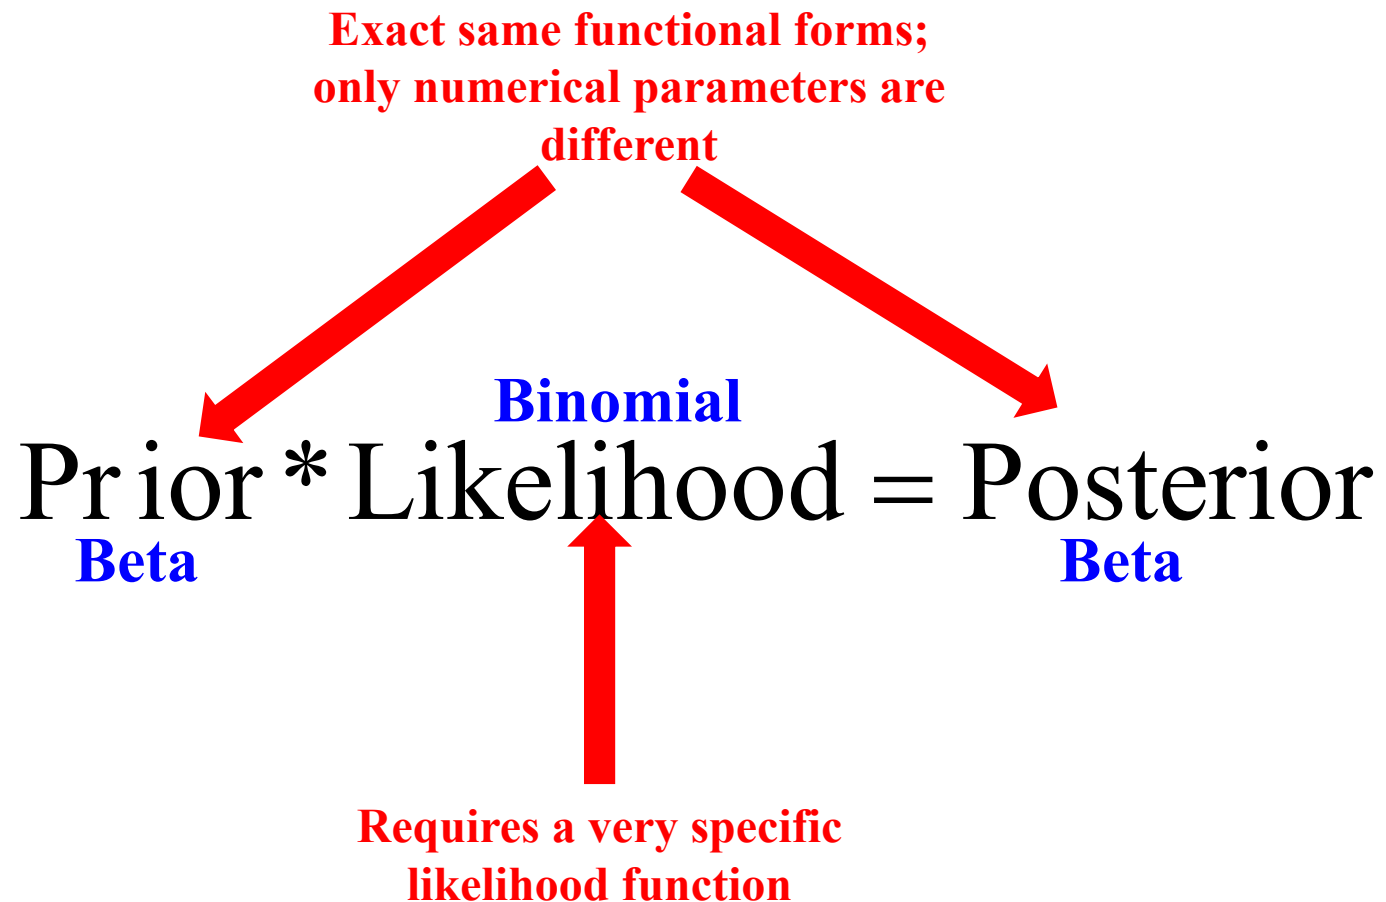 Exact same functional forms;
only numerical parameters are
different
Binomial
Prior * Likelihood = Posterior
Beta Beta
Requires a very specific
likelihood function